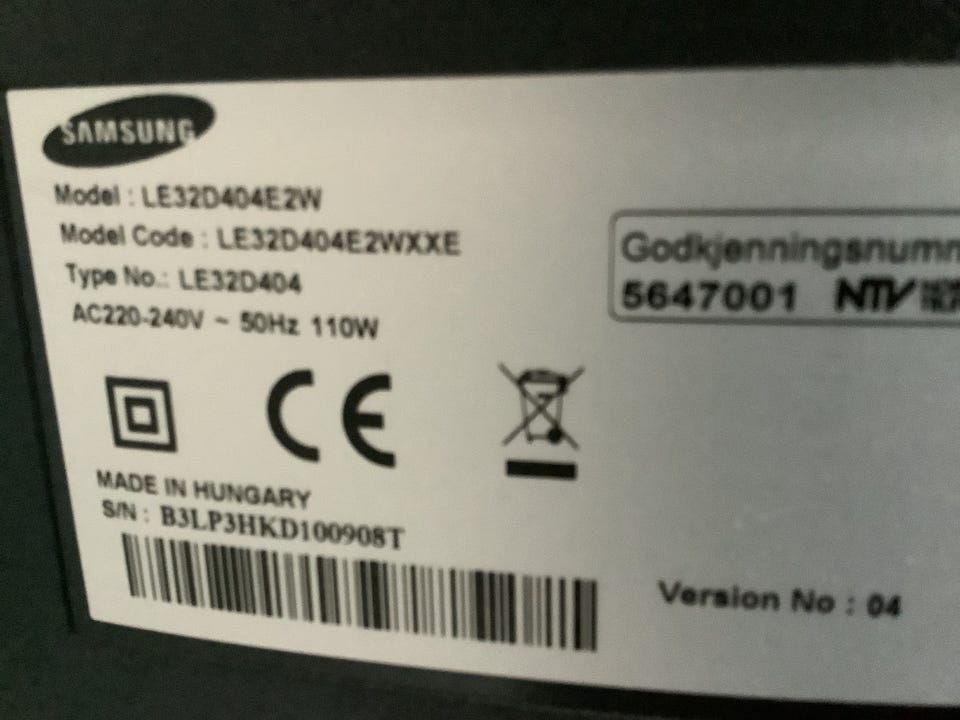 SAMSUNG
Model : LE32D404E2W
Model Code : LE32D404E2WXXE
Type No.: LE32D404
AC220-240V ~ 50Hz 110W
Godkjenningsnumm
5647001 NTV
CE
MADE IN HUNGARY
S/N : B3LP3HKD100908T
Version No : 04